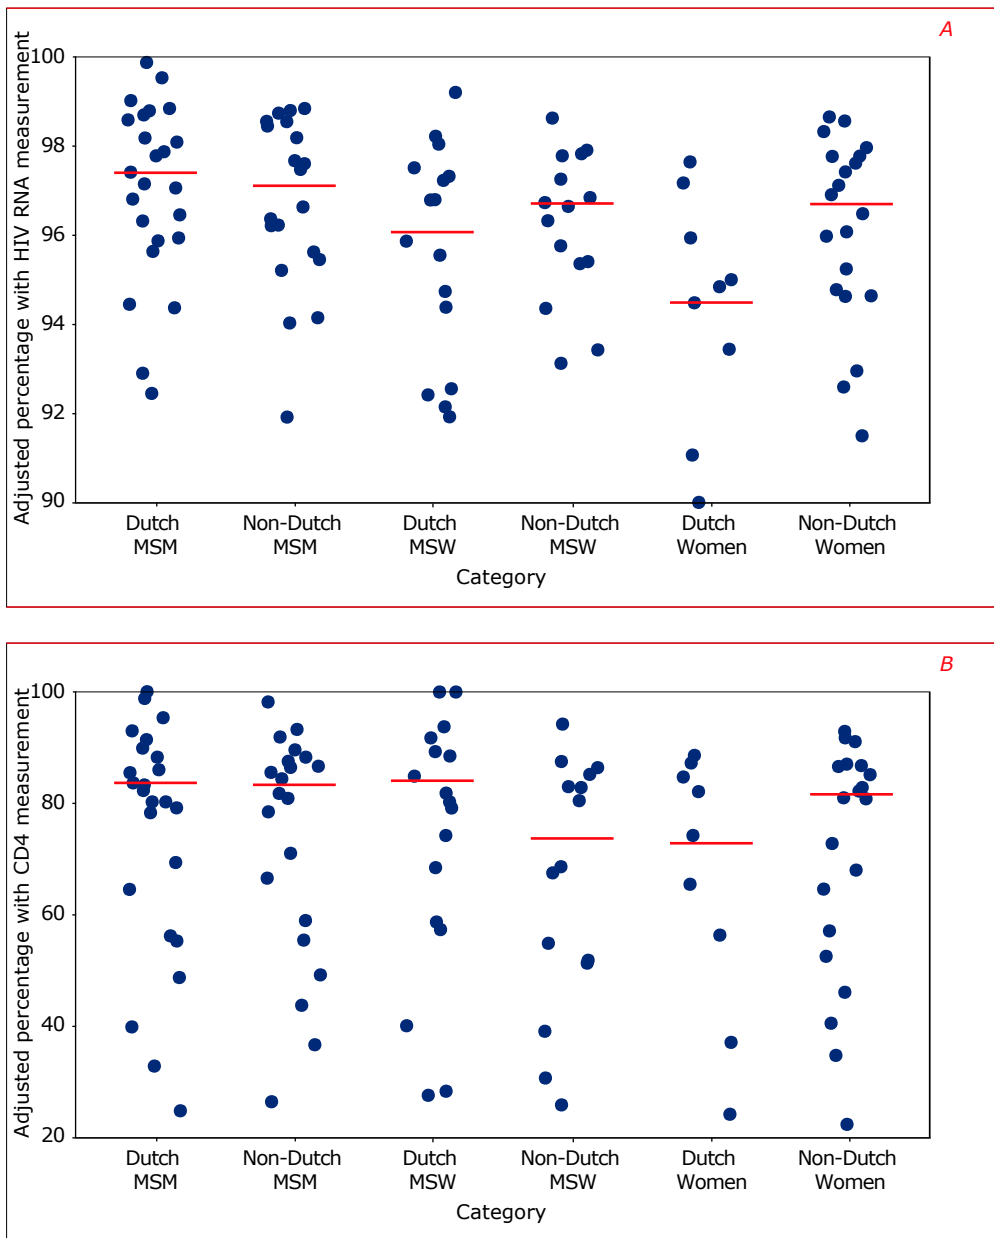 A
Adjusted percentage with HIV RNA measurement
100
98
96
94
92
90
Dutch MSM
Non-Dutch MSM
Dutch MSW
Non-Dutch MSW
Dutch Women
Non-Dutch Women
Category
B
Adjusted percentage with CD4 measurement
100
80
60
40
20
Dutch MSM
Non-Dutch MSM
Dutch MSW
Non-Dutch MSW
Dutch Women
Non-Dutch Women
Category